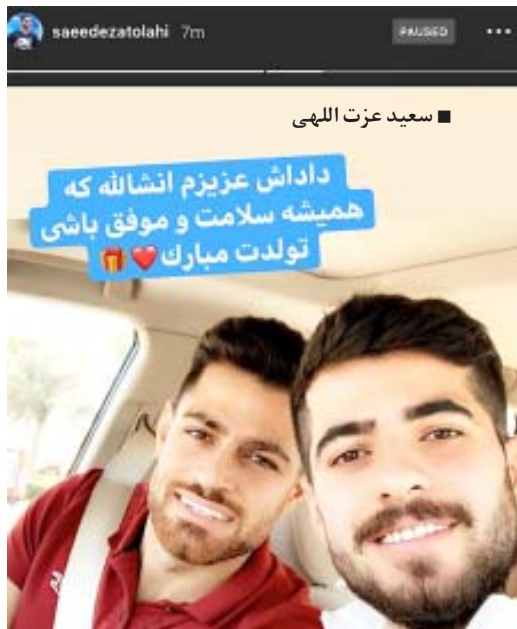 saeedezatolahi 7m
PAUSED
■ سعید عزت اللهی
داداش عزیزم انشالله که
همیشه سلامت و موفق باشی
تولدت مبارک❤️🎁